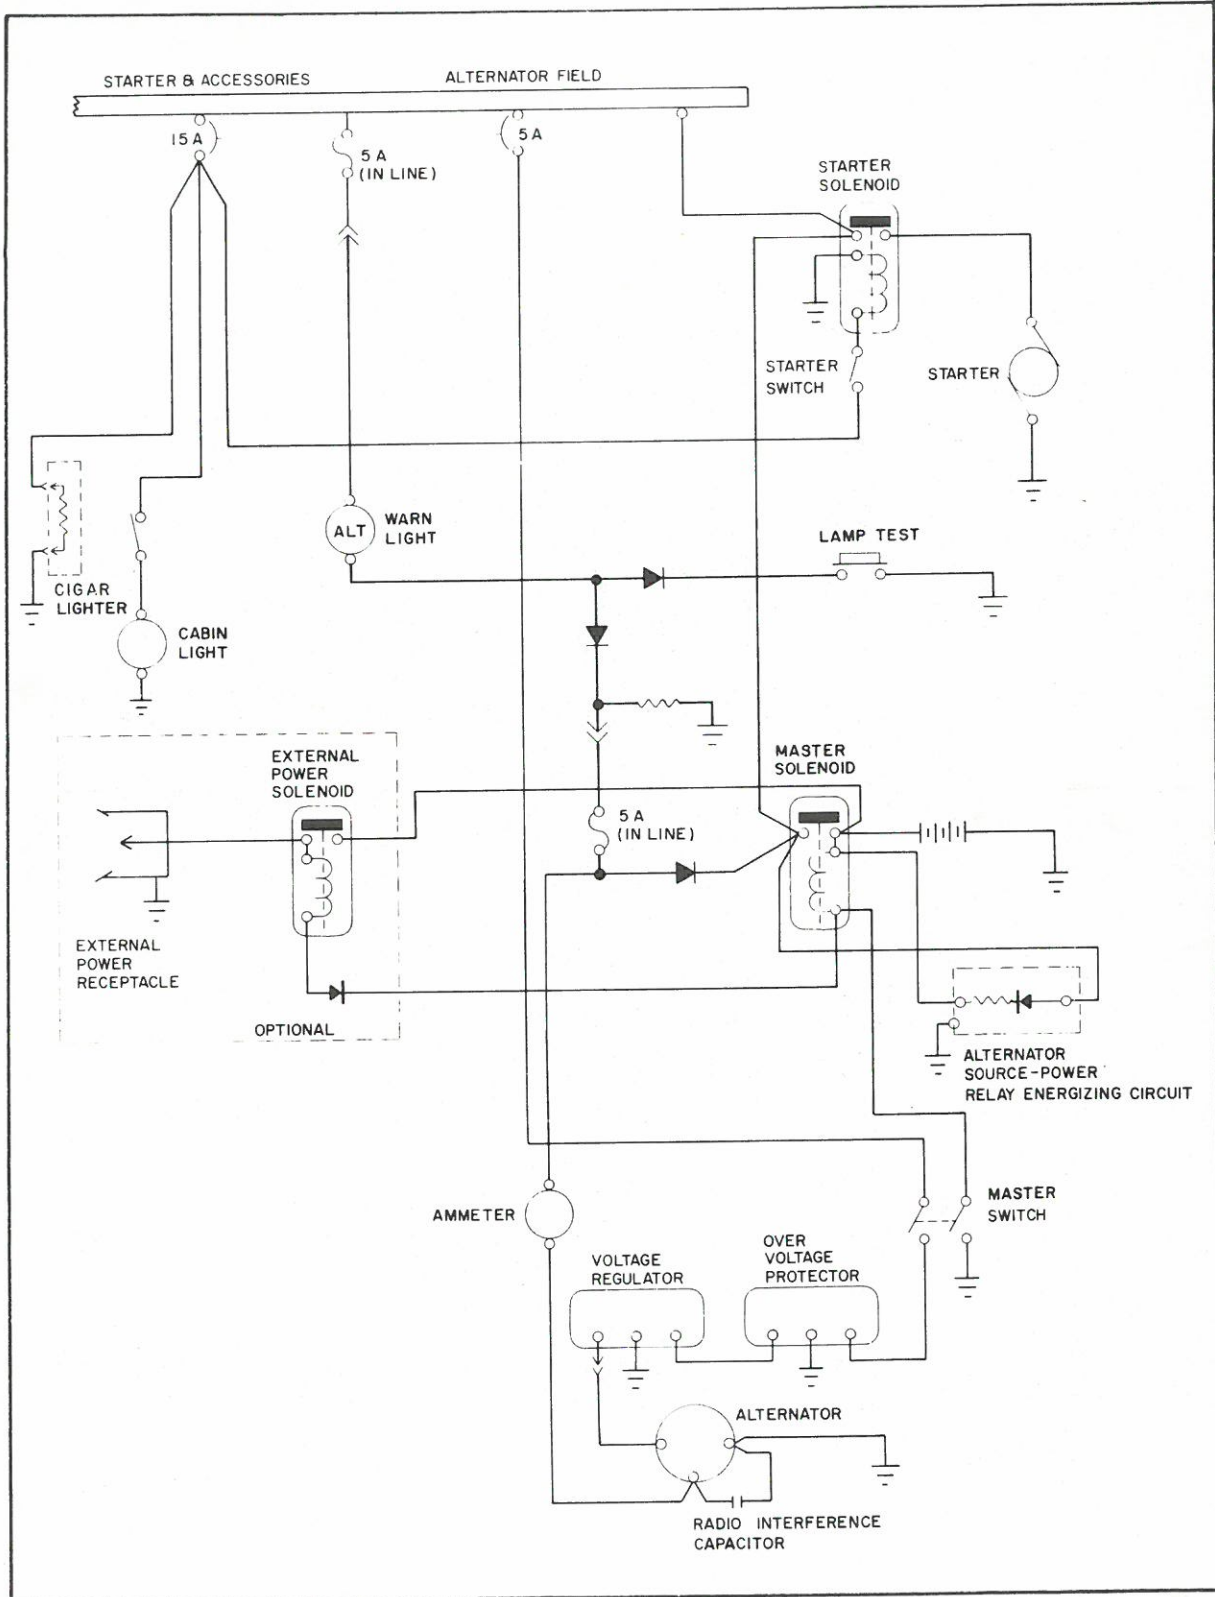 STARTER & ACCESSORIES
ALTERNATOR FIELD
15 A
5 A
(IN LINE)
5 A
STARTER
SOLENOID
STARTER
SWITCH
STARTER
ALT
WARN
LIGHT
LAMP TEST
CIGAR
LIGHTER
CABIN
LIGHT
EXTERNAL
POWER
SOLENOID
MASTER
SOLENOID
5 A
(IN LINE)
EXTERNAL
POWER
RECEPTACLE
OPTIONAL
ALTERNATOR
SOURCE-POWER
RELAY ENERGIZING CIRCUIT
AMMETER
MASTER
SWITCH
VOLTAGE
REGULATOR
OVER
VOLTAGE
PROTECTOR
ALTERNATOR
RADIO INTERFERENCE
CAPACITOR